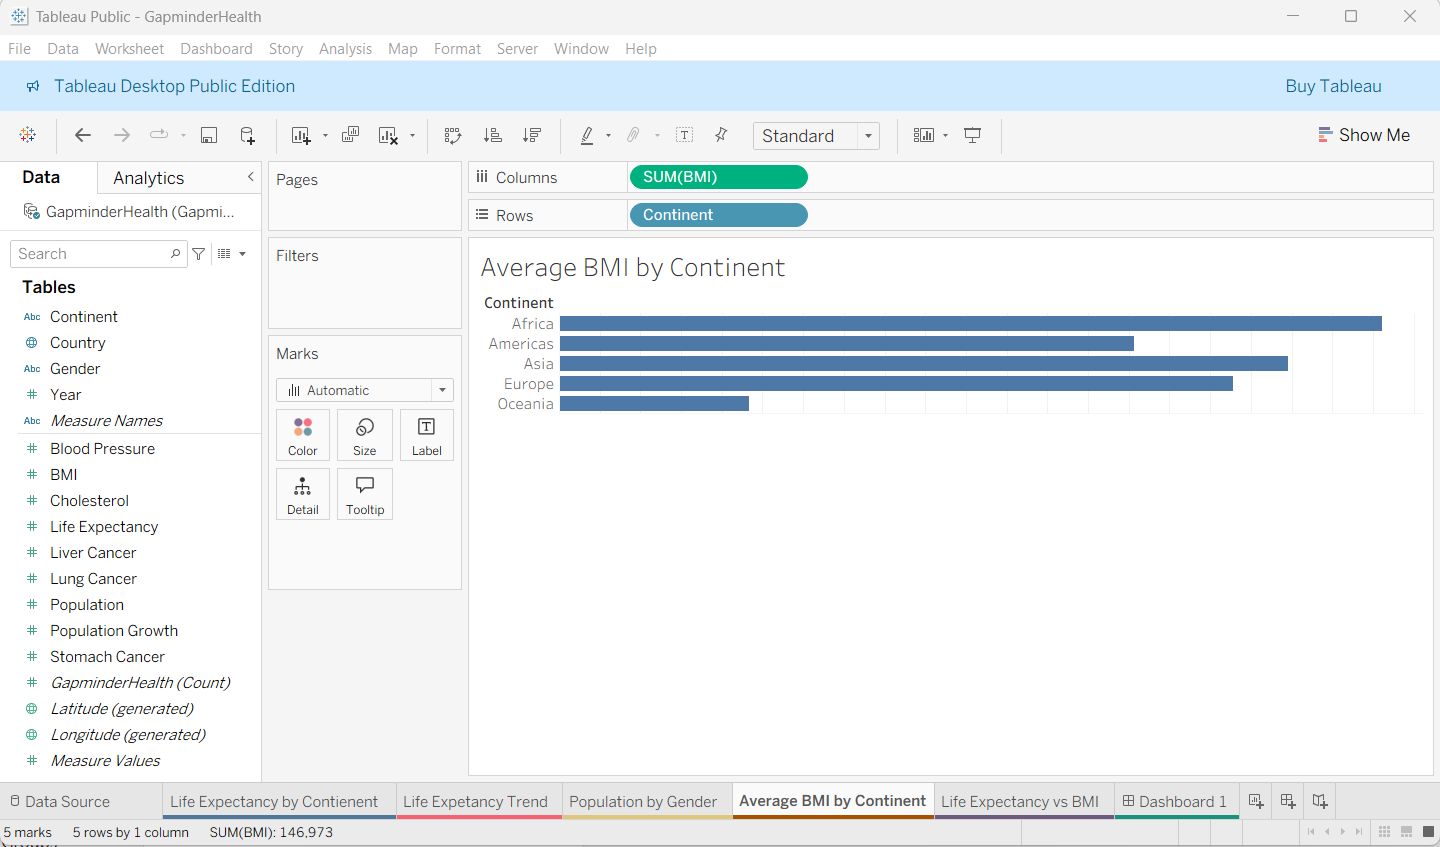 Tableau Public - GapminderHealth
File Data Worksheet Dashboard Story Analysis Map Format Server Window Help
Tableau Desktop Public Edition
Buy Tableau
Standard
Show Me
Data
Analytics
GapminderHealth (Gapmi...
Search
Tables
Abc Continent
Country
Abc Gender
Year
Abc Measure Names
Blood Pressure
BMI
Cholesterol
Life Expectancy
Liver Cancer
Lung Cancer
Population
Population Growth
Stomach Cancer
GapminderHealth (Count)
Latitude (generated)
Longitude (generated)
Measure Values
Pages
Filters
Marks
Automatic
Color Size Label
Detail Tooltip
Columns SUM(BMI)
Rows Continent
Average BMI by Continent
Continent
Africa
Americas
Asia
Europe
Oceania
Data Source Life Expectancy by Contienent Life Expetancy Trend Population by Gender Average BMI by Continent Life Expectancy vs BMI Dashboard 1
5 marks 5 rows by 1 column SUM(BMI): 146,973